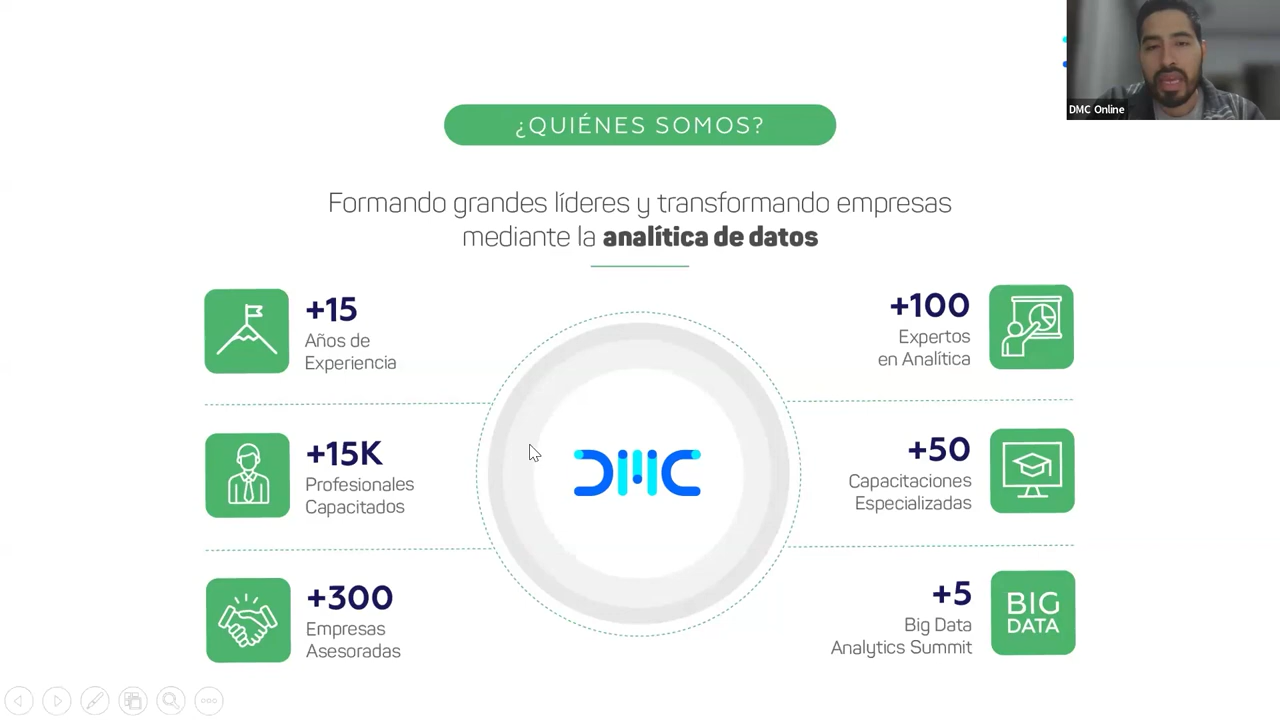 DMC Online
¿QUIÉNES SOMOS?
Formando grandes líderes y transformando empresas
mediante la analítica de datos
+15
Años de
Experiencia
+15K
Profesionales
Capacitados
+300
Empresas
Asesoradas
DMC
+100
Expertos
en Analítica
+50
Capacitaciones
Especializadas
+5
Big Data
Analytics Summit
BIG
DATA